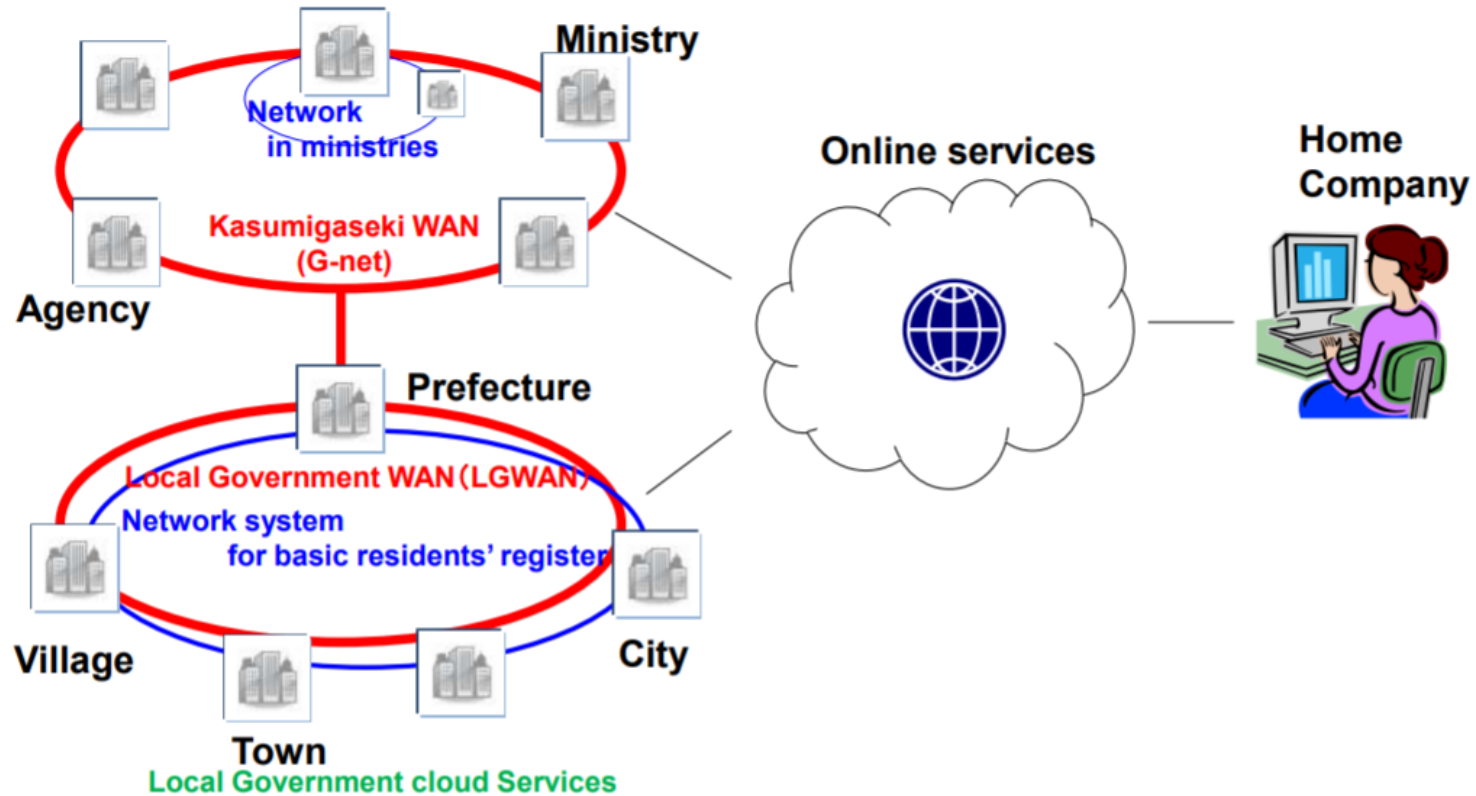 Ministry
Network
in ministries
Kasumigaseki WAN
(G-net)
Agency
Online services
Home
Company
Prefecture
Local Government WAN（LGWAN）
Network system
for basic residents’ register
Village
City
Town
Local Government cloud Services